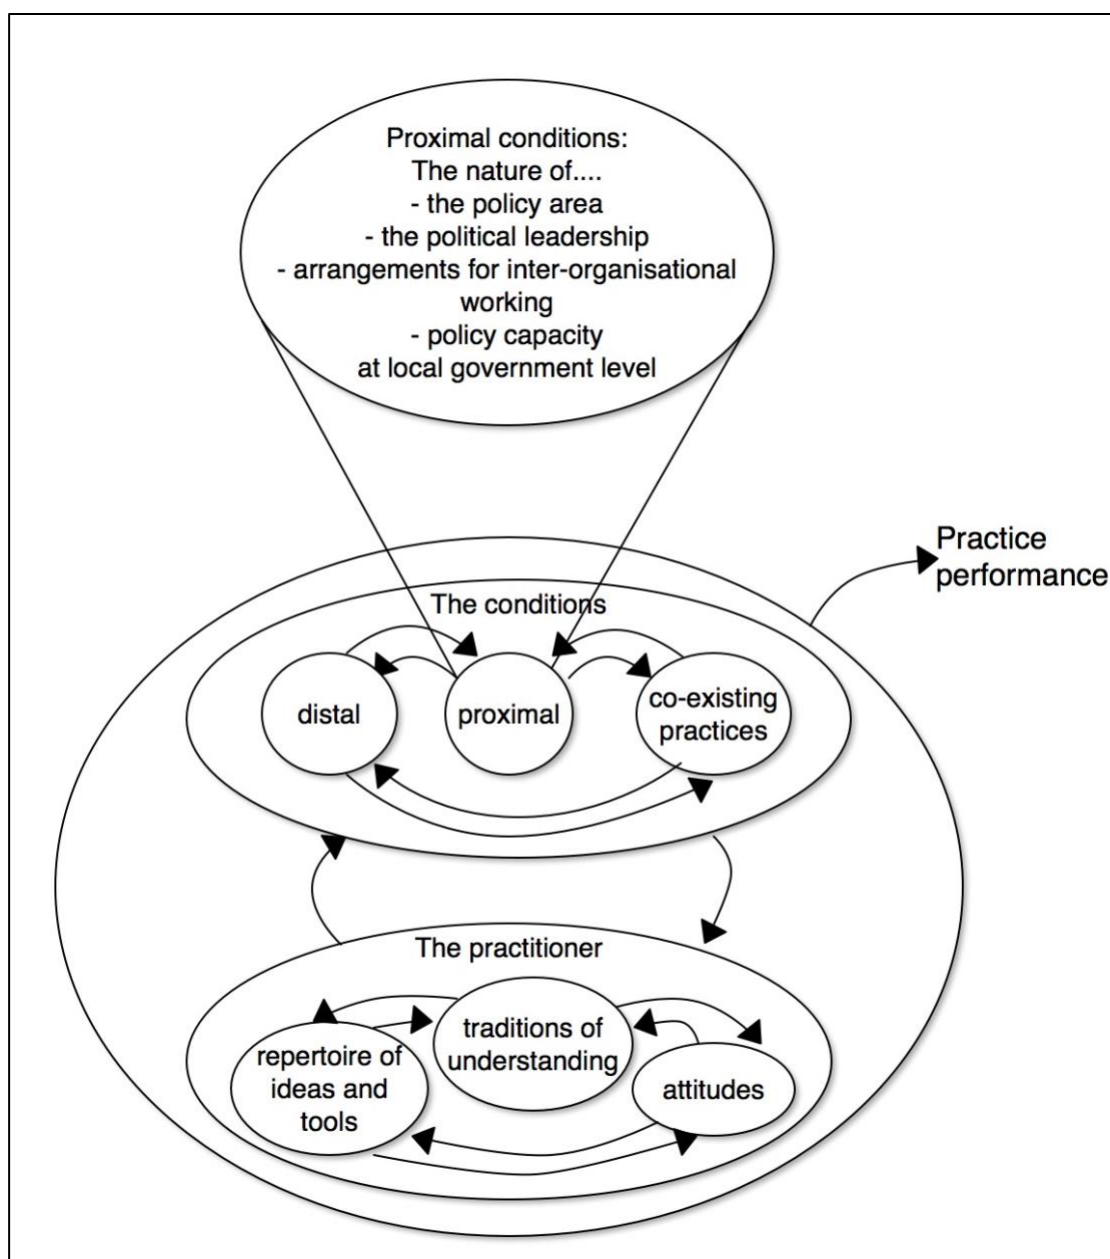 Proximal conditions:
The nature of....
- the policy area
- the political leadership
- arrangements for inter-organisational
working
- policy capacity
at local government level
Practice
performance
The conditions
distal
proximal
co-existing
practices
The practitioner
traditions of
understanding
repertoire of
ideas and
tools
attitudes